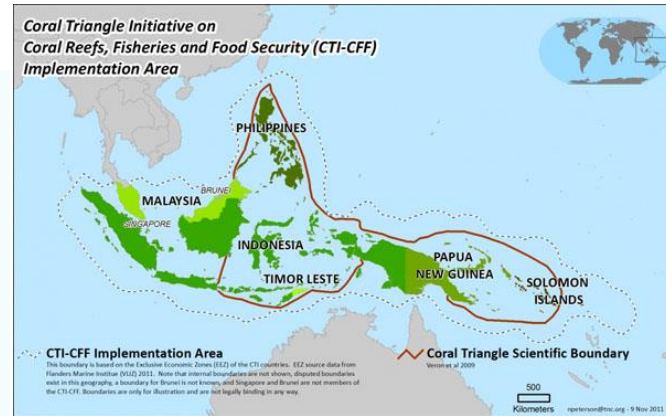 Coral Triangle Initiative on
Coral Reefs, Fisheries and Food Security (CTI-CFF)
Implementation Area
PHILIPPINES
BRUNEI
MALAYSIA
SINGAPORE
INDONESIA
PAPUA
NEW GUINEA
TIMOR LESTE
SOLOMON
ISLANDS
CTI-CFF Implementation Area
This boundary is based on the Exclusive Economic Zones (EEZ) of the CTI countries. EEZ source data from
Flanders Marine Institue (VLIZ) 2011. Note that internal boundaries are not shown, disputed boundaries
exist in this geography, a boundary for Brunei is not known, and Singapore and Brunei are not members of
the CTI-CFF. Boundaries are only for illustration and are not legally binding in any way.
Coral Triangle Scientific Boundary
Veron et al 2009
500
Kilometers
npeterson@tnc.org - 9 Nov 2011